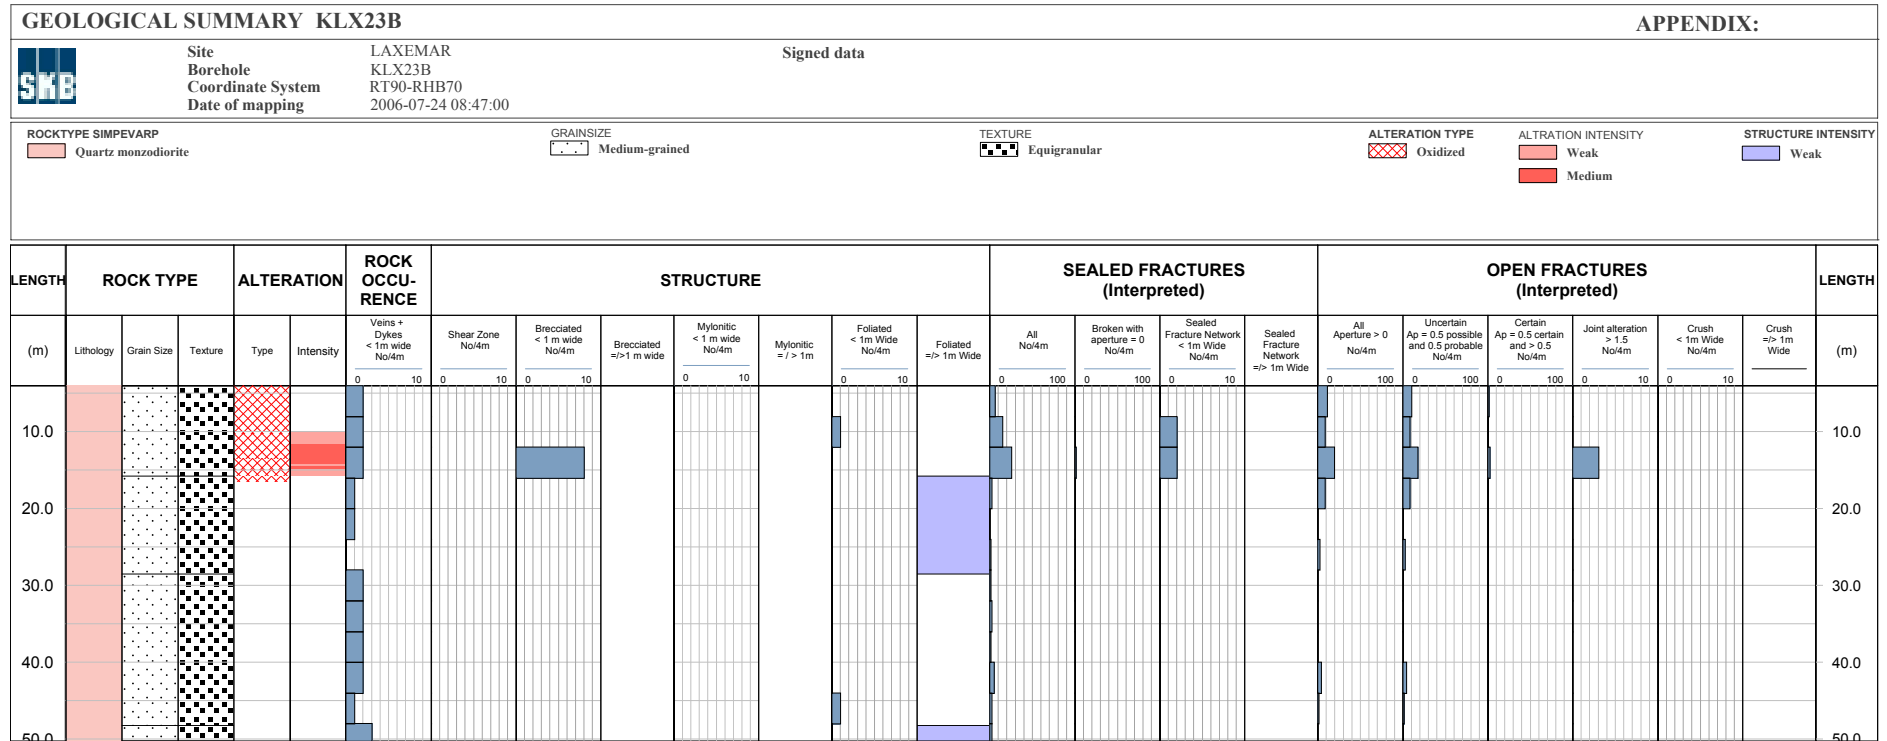 GEOLOGICAL SUMMARY KLX23B
APPENDIX:
SKB
Site LAXEMAR
Signed data
Borehole KLX23B
Coordinate System RT90-RHB70
Date of mapping 2006-07-24 08:47:00
ROCKTYPE SIMPEVARP
Quartz monzodiorite
GRAINSIZE
Medium-grained
TEXTURE
Equigranular
ALTERATION TYPE
Oxidized
ALTRATION INTENSITY
Weak
Medium
STRUCTURE INTENSITY
Weak
LENGTH
ROCK TYPE
ALTERATION
ROCK
OCCU-
RENCE
STRUCTURE
SEALED FRACTURES
(Interpreted)
OPEN FRACTURES
(Interpreted)
LENGTH
(m)
Lithology
Grain Size
Texture
Type
Intensity
Veins +
Dykes
< 1m wide
No/4m
0 10
Shear Zone
No/4m
0 10
Brecciated
< 1 m wide
No/4m
0 10
Brecciated
=/>1 m wide
Mylonitic
< 1 m wide
No/4m
0 10
Mylonitic
= / > 1m
Foliated
< 1m Wide
No/4m
0 10
Foliated
=/> 1m Wide
All
No/4m
0 100
Broken with
aperture = 0
No/4m
0 100
Sealed
Fracture Network
< 1m Wide
No/4m
0 10
Sealed
Fracture
Network
=/> 1m Wide
All
Aperture > 0
No/4m
0 100
Uncertain
Ap = 0.5 possible
and 0.5 probable
No/4m
0 100
Certain
Ap = 0.5 certain
and > 0.5
No/4m
0 100
Joint alteration
> 1.5
No/4m
0 10
Crush
< 1m Wide
No/4m
0 10
Crush
=/> 1m
Wide
(m)
10.0 10.0
20.0 20.0
30.0 30.0
40.0 40.0
50.0 50.0